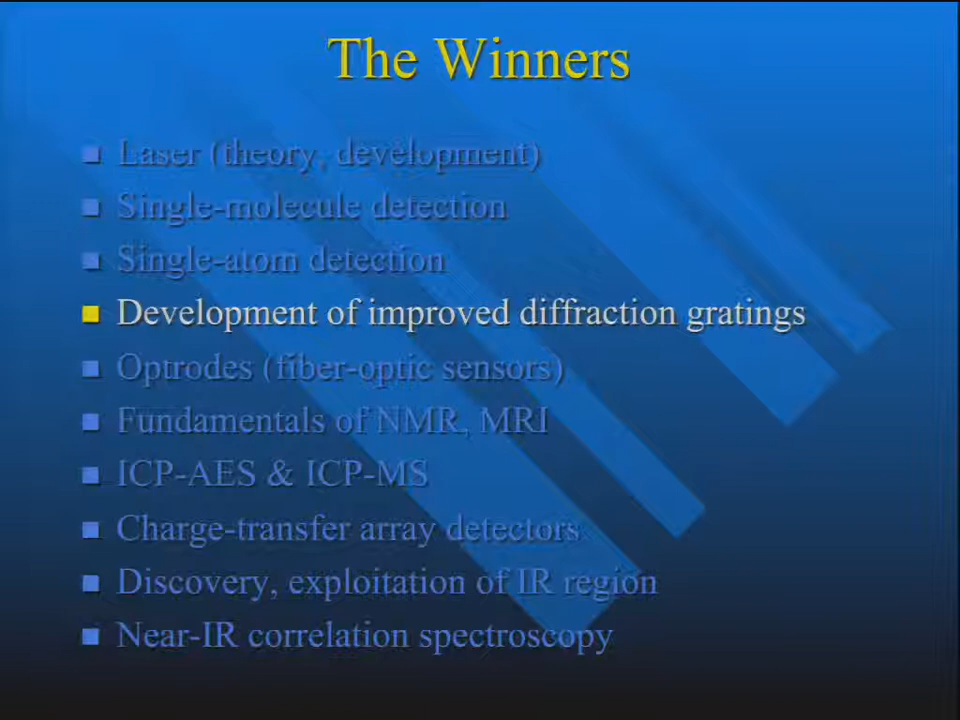 The Winners
Laser (theory, development)
Single-molecule detection
Single-atom detection
Development of improved diffraction gratings
Optrodes (fiber-optic sensors)
Fundamentals of NMR, MRI
ICP-AES & ICP-MS
Charge-transfer array detectors
Discovery, exploitation of IR region
Near-IR correlation spectroscopy